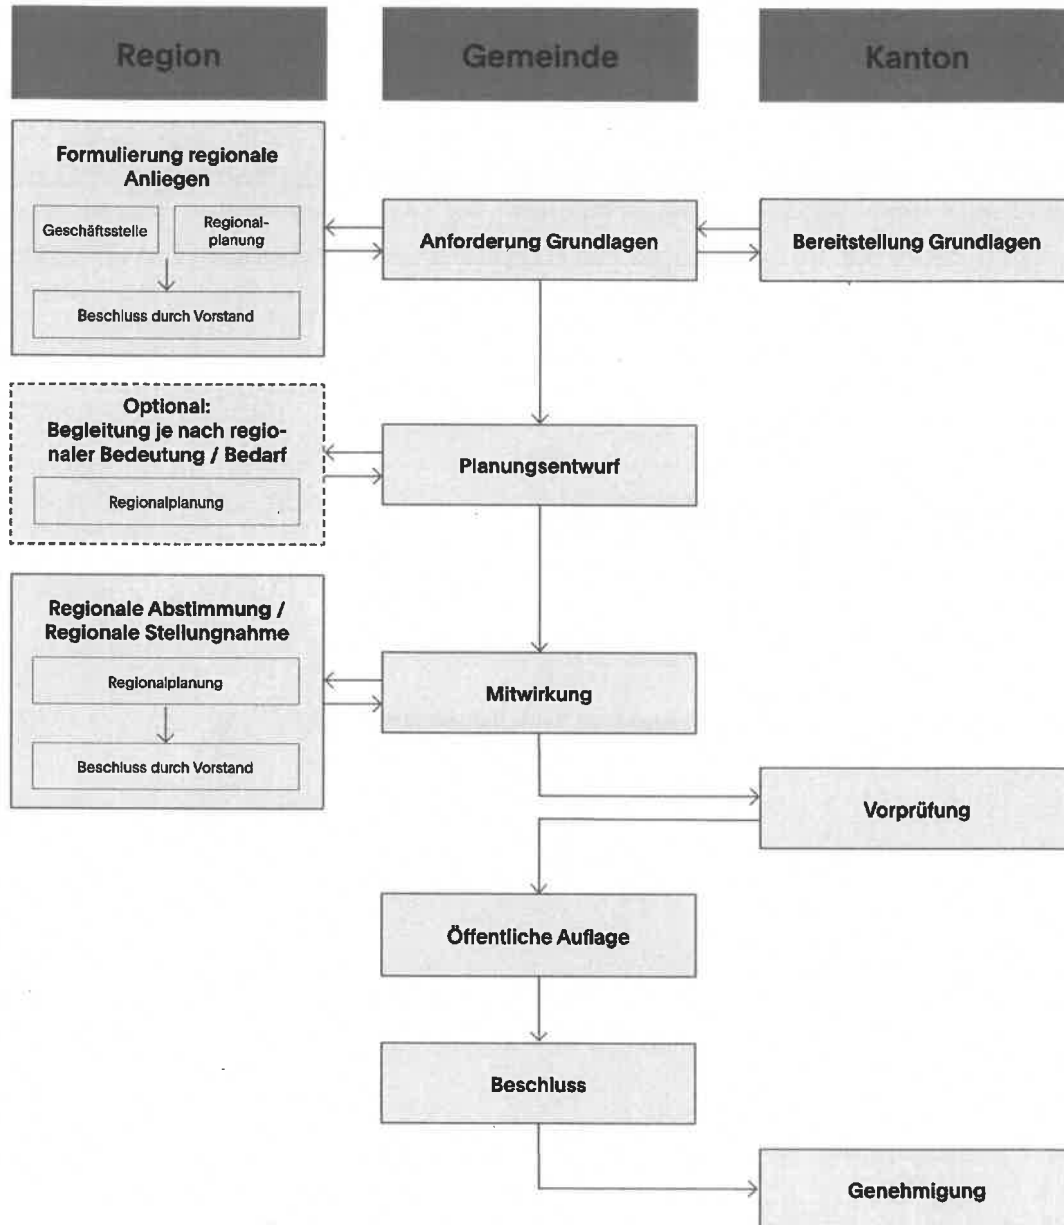 Region
Gemeinde
Kanton
Formulierung regionale
Anliegen
Geschäftsstelle
Regional-
planung
Beschluss durch Vorstand
Anforderung Grundlagen
Bereitstellung Grundlagen
Optional:
Begleitung je nach regio-
naler Bedeutung / Bedarf
Regionalplanung
Planungsentwurf
Regionale Abstimmung /
Regionale Stellungnahme
Regionalplanung
Beschluss durch Vorstand
Mitwirkung
Vorprüfung
Öffentliche Auflage
Beschluss
Genehmigung